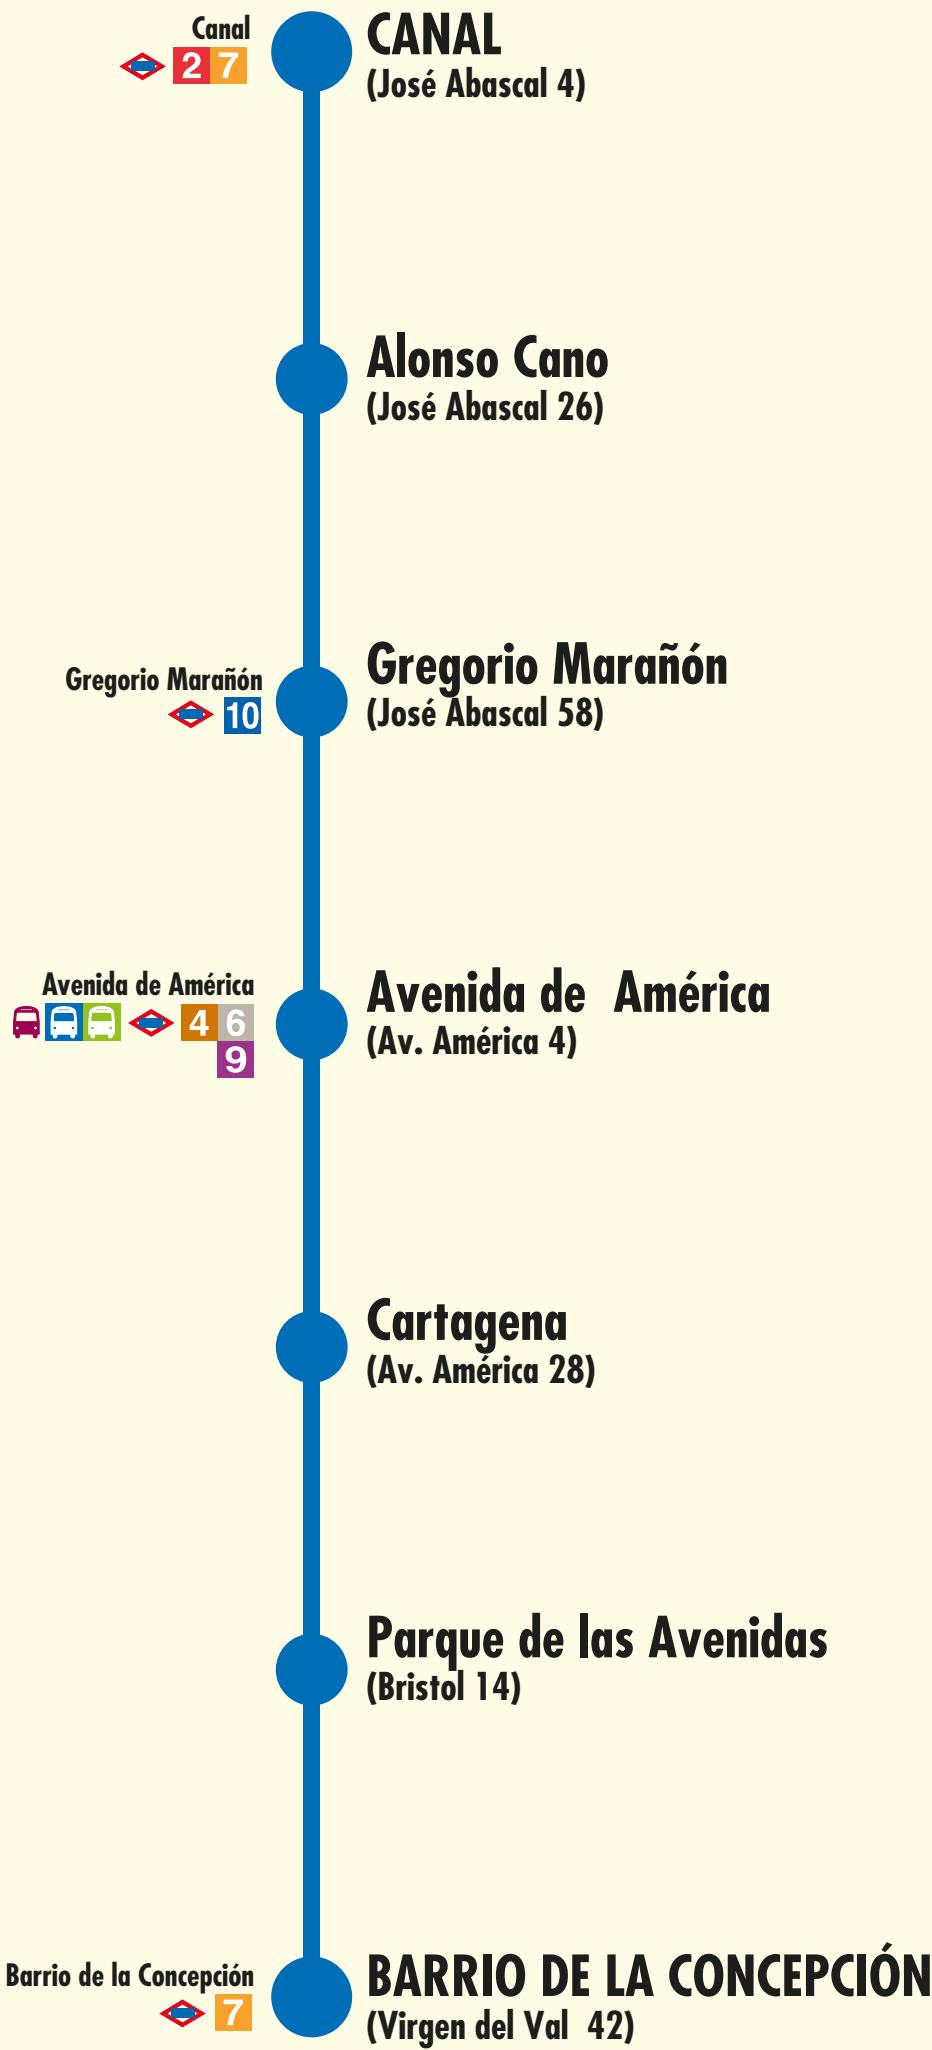 Canal
2 7
CANAL
(José Abascal 4)
Alonso Cano
(José Abascal 26)
Gregorio Marañón
10
Gregorio Marañón
(José Abascal 58)
Avenida de América
4 6
9
Avenida de América
(Av. América 4)
Cartagena
(Av. América 28)
Parque de las Avenidas
(Bristol 14)
Barrio de la Concepción
7
BARRIO DE LA CONCEPCIÓN
(Virgen del Val 42)